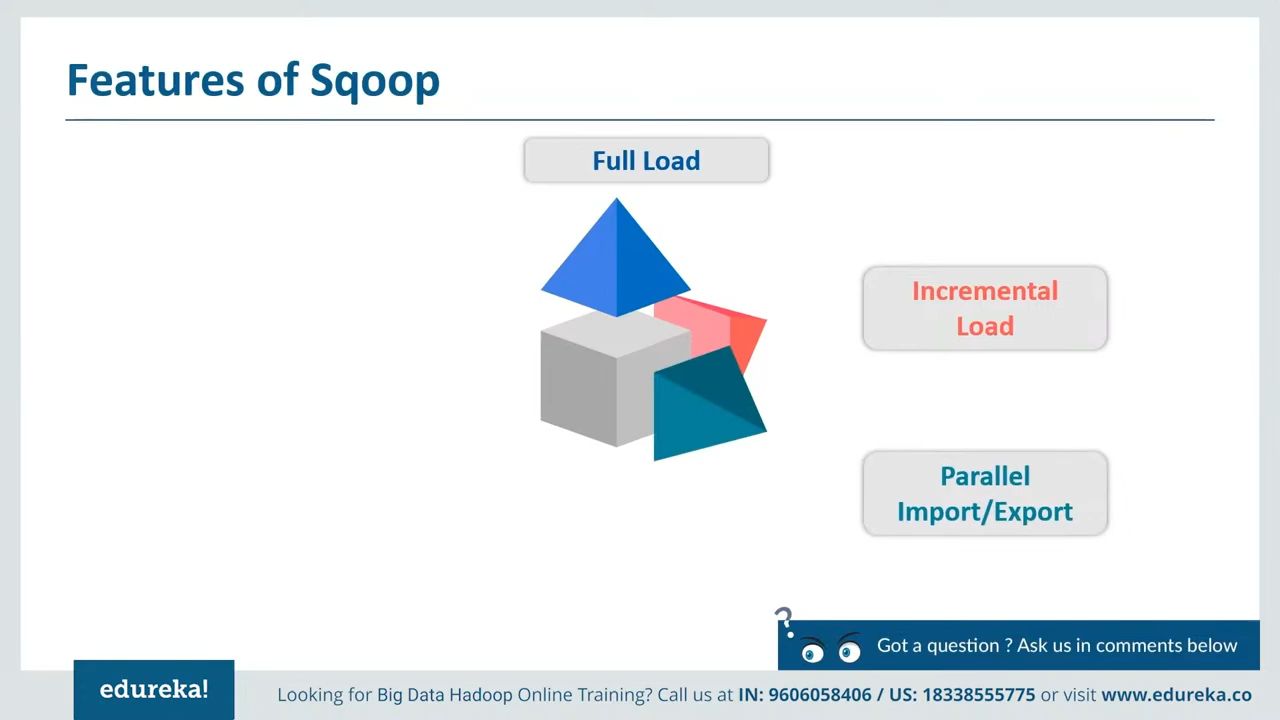 Features of Sqoop
Full Load
Incremental
Load
Parallel
Import/Export
?
Got a question ? Ask us in comments below
edureka!
Looking for Big Data Hadoop Online Training? Call us at IN: 9606058406 / US: 18338555775 or visit www.edureka.co